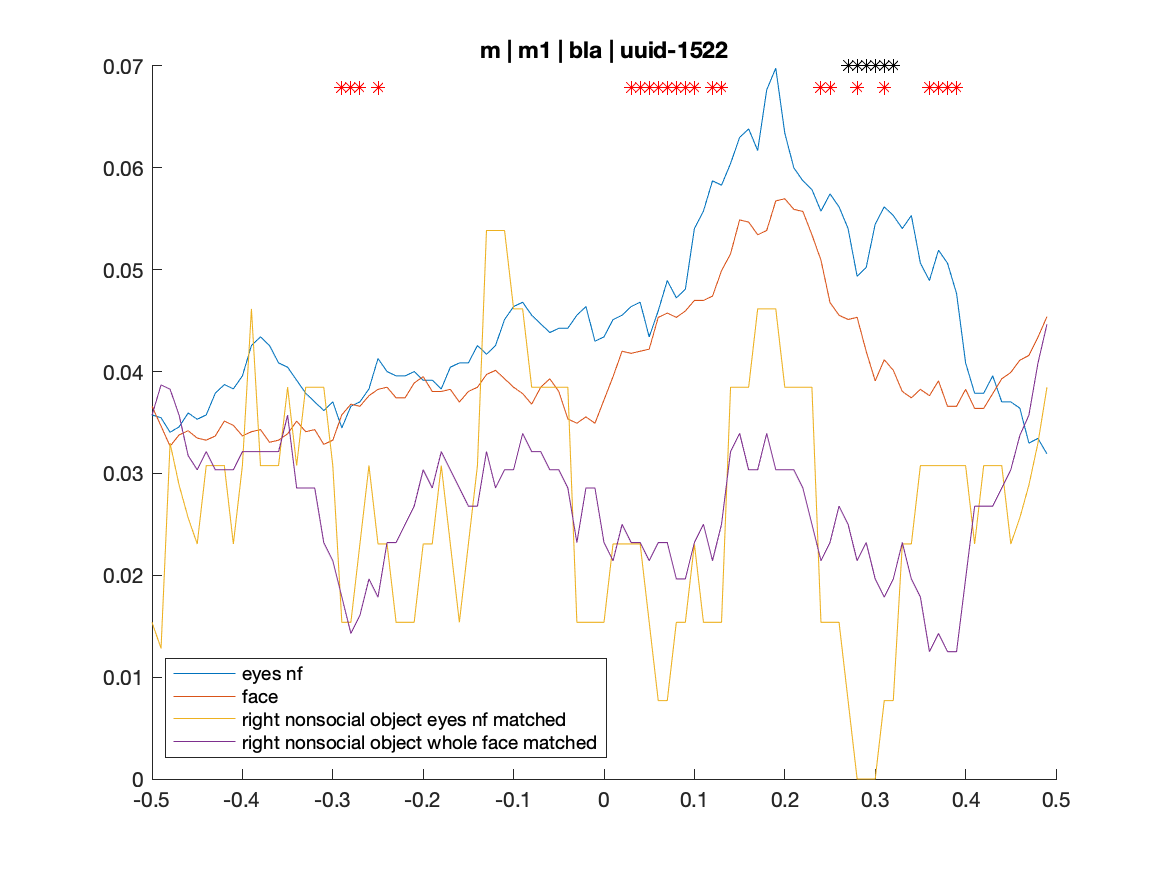 m | m1 | bla | uuid-1522
0.07
0.06
0.05
0.04
0.03
0.02
0.01
0
eyes nf
face
right nonsocial object eyes nf matched
right nonsocial object whole face matched
-0.5 -0.4 -0.3 -0.2 -0.1 0 0.1 0.2 0.3 0.4 0.5